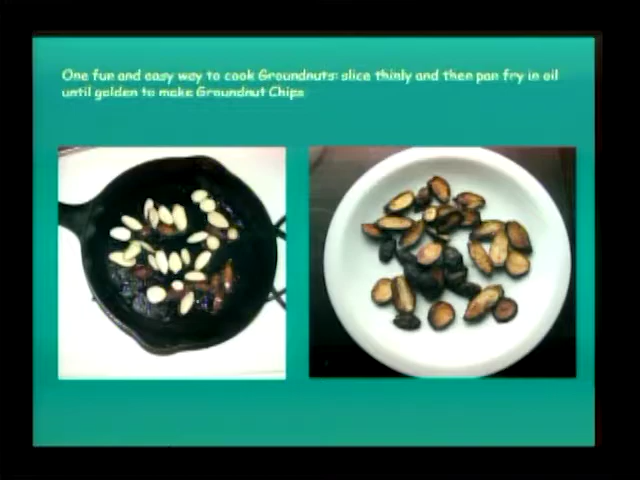 One fun and easy way to cook Groundnuts: slice thinly and then pan fry in oil
until golden to make Groundnut Chips